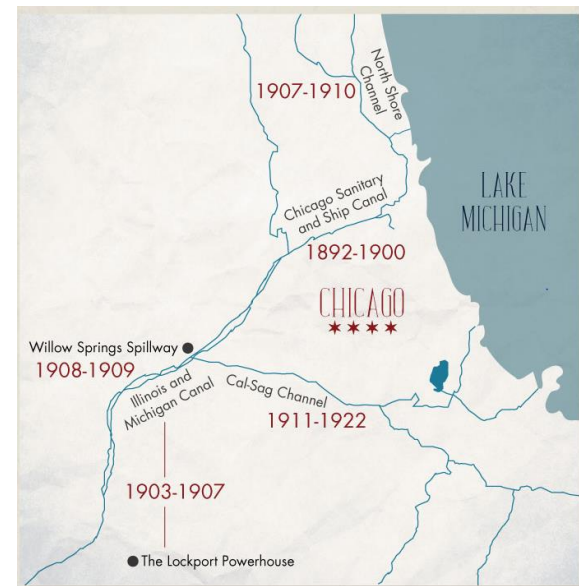 North Shore
Channel
1907-1910
LAKE
MICHIGAN
Chicago Sanitary
and Ship Canal
1892-1900
CHICAGO
Willow Springs Spillway
1908-1909
Illinois and
Michigan Canal
Cal-Sag Channel
1911-1922
1903-1907
The Lockport Powerhouse